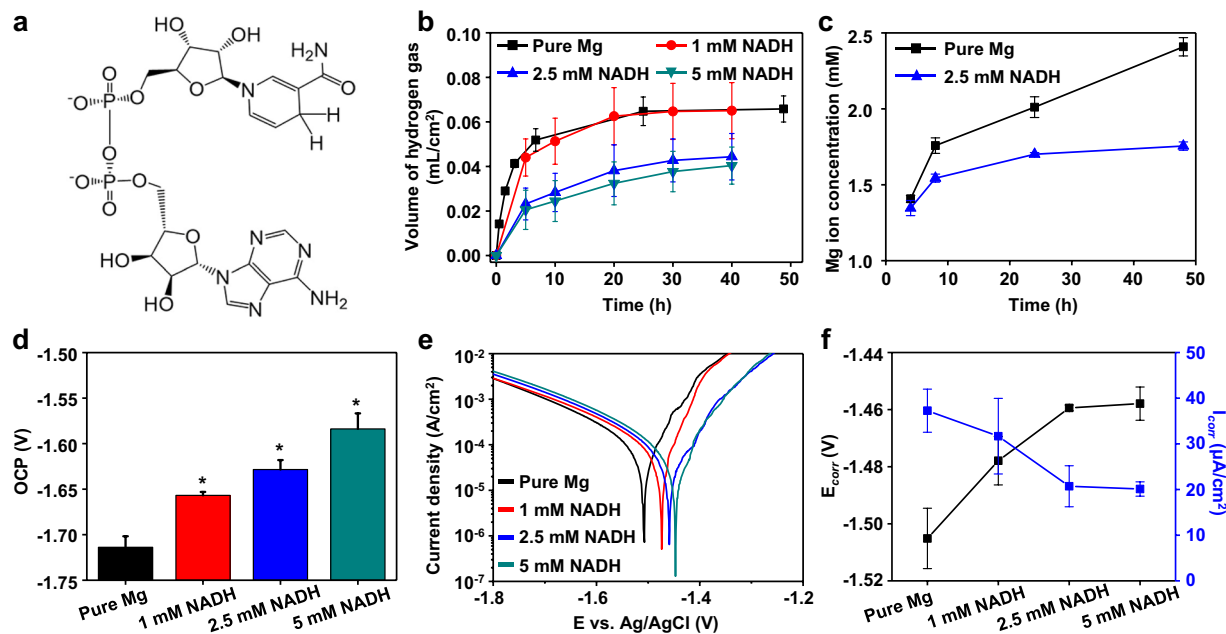 a
HO
OH
H₂N
O
O
O
N
⁻O
P
O
H
H
O
O
⁻O
P
O
O
O
N
N
HO
N
N
NH₂
HO
b
Pure Mg
1 mM NADH
2.5 mM NADH
5 mM NADH
0.10
0.08
0.06
0.04
0.02
0.00
Volume of hydrogen gas
(mL/cm²)
0
10
20
30
40
50
Time (h)
c
Pure Mg
2.5 mM NADH
2.5
2.0
1.5
1.0
Mg ion concentration (mM)
0
10
20
30
40
50
Time (h)
d
-1.50
-1.55
-1.60
-1.65
-1.70
-1.75
OCP (V)
*
*
*
Pure Mg
1 mM NADH
2.5 mM NADH
5 mM NADH
e
10⁻²
10⁻³
10⁻⁴
10⁻⁵
10⁻⁶
10⁻⁷
Current density (A/cm²)
Pure Mg
1 mM NADH
2.5 mM NADH
5 mM NADH
-1.8
-1.6
-1.4
-1.2
E vs. Ag/AgCl (V)
f
-1.44
-1.46
-1.48
-1.50
-1.52
E corr (V)
50
40
30
20
10
0
I corr (μA/cm²)
Pure Mg
1 mM NADH
2.5 mM NADH
5 mM NADH